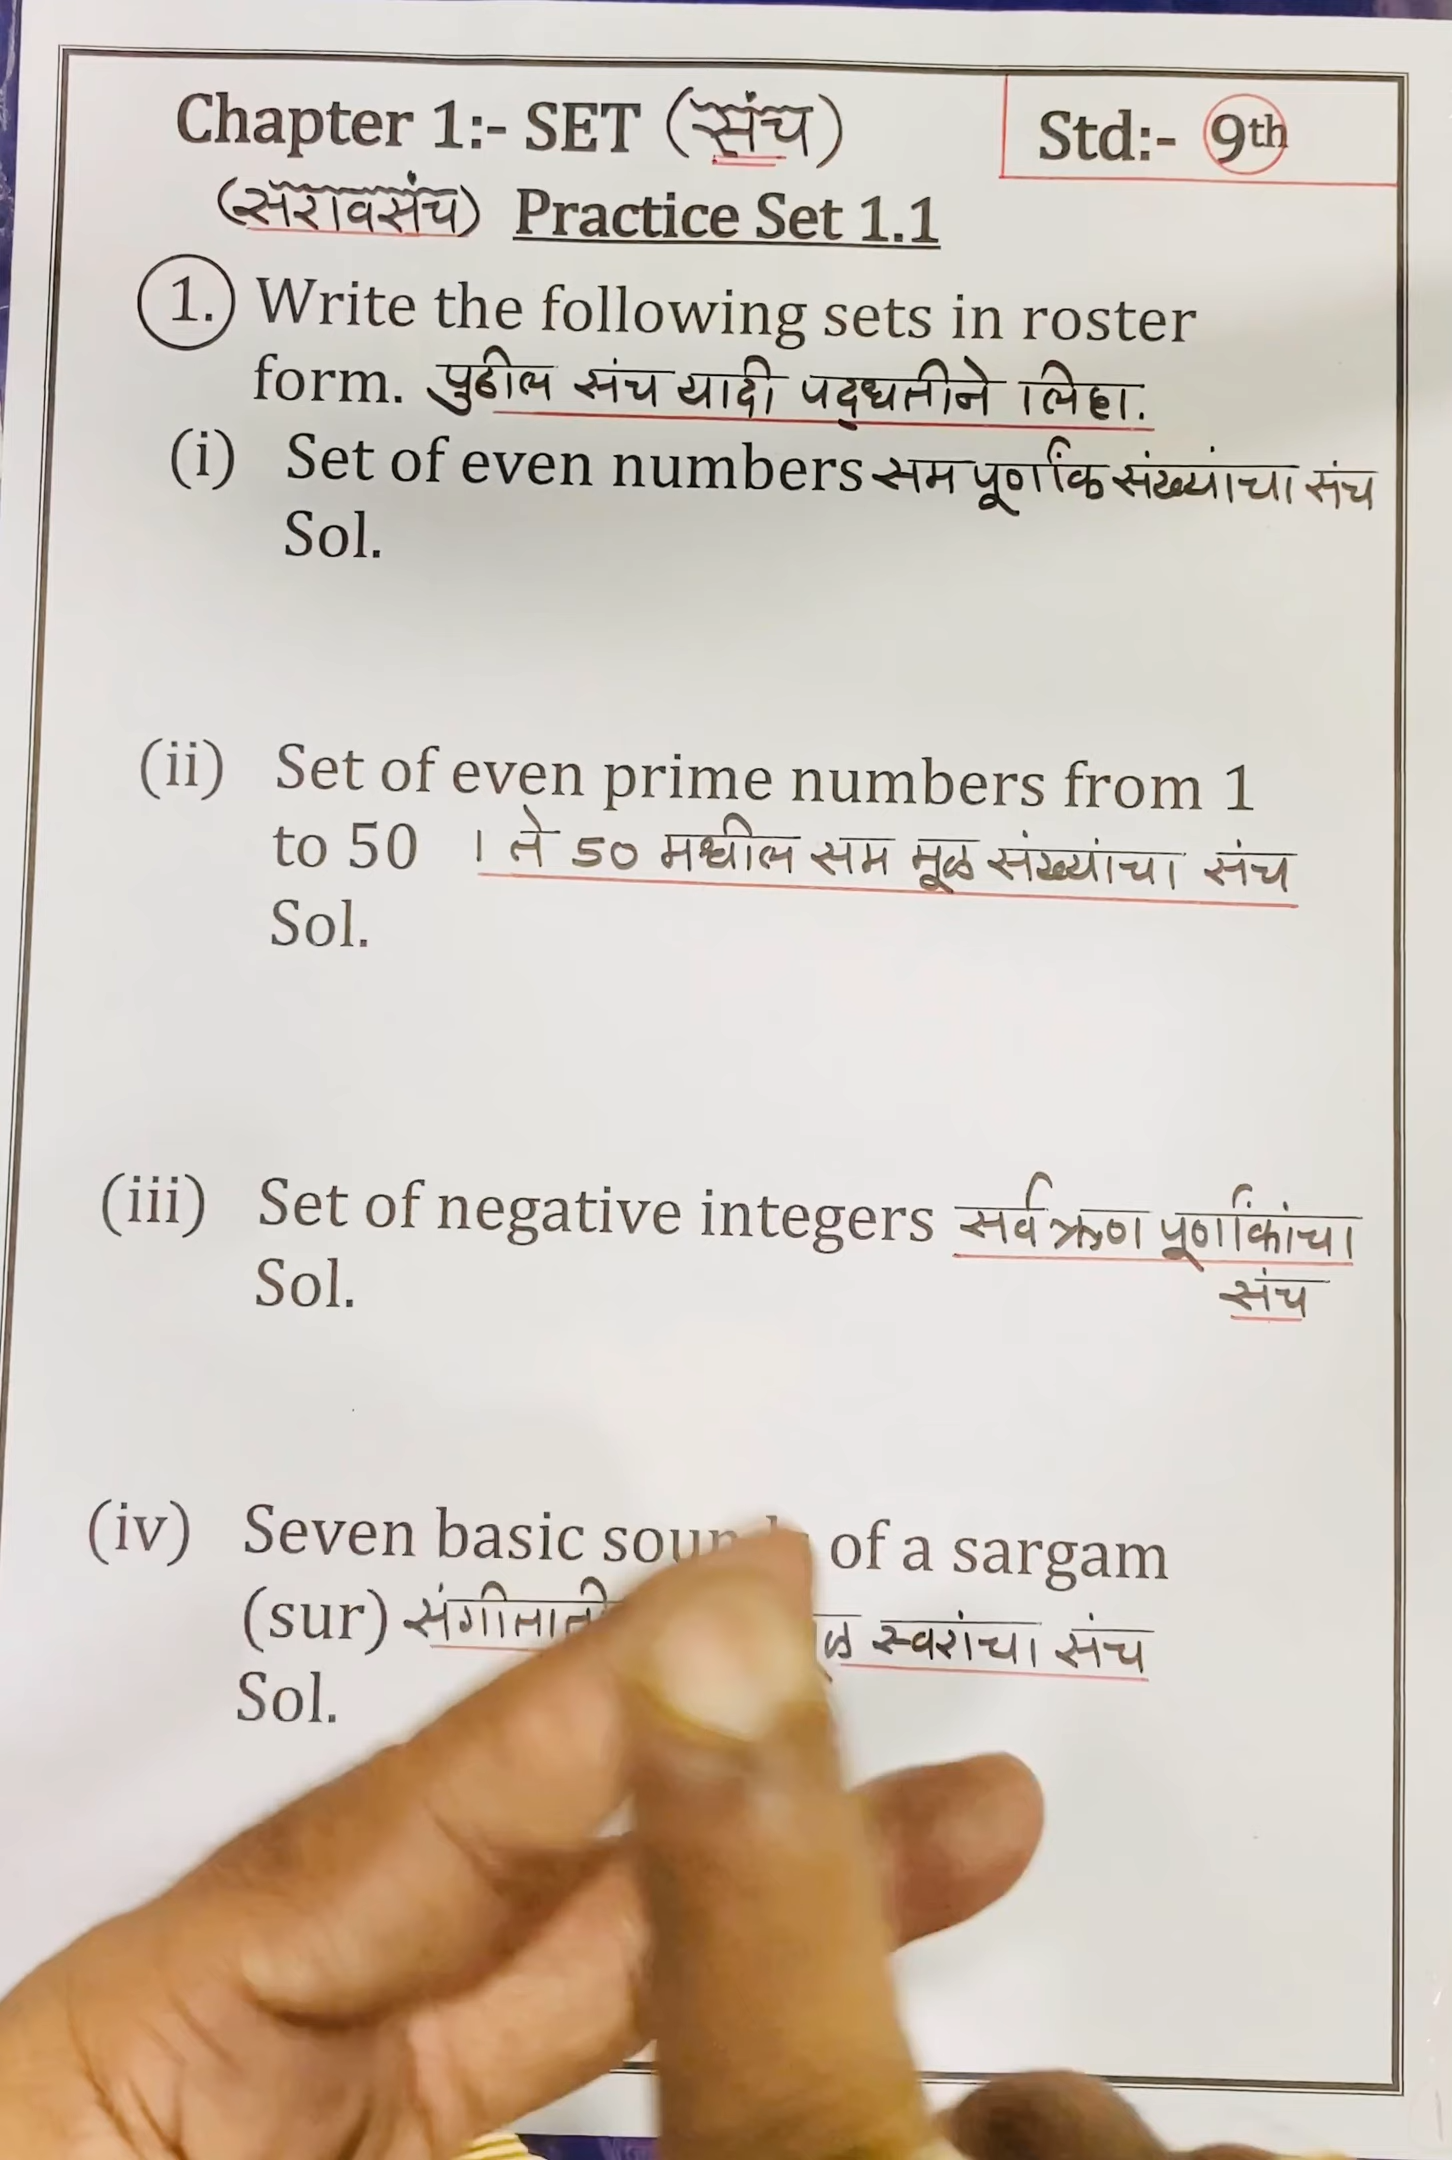 Chapter 1:- SET (संच)
Std:- 9th
(सरावसंच) Practice Set 1.1
1. Write the following sets in roster
form. पुढील संच यादी पद्धतीने लिहा.
(i) Set of even numbers सम पूर्णांक संख्यांचा संच
Sol.
(ii) Set of even prime numbers from 1
to 50 1 ते 50 मधील सम मूळ संख्यांचा संच
Sol.
(iii) Set of negative integers सर्व ऋण पूर्णांकांचा
संच
Sol.
(iv) Seven basic of a sargam
(sur) स्वरांचा संच
Sol.